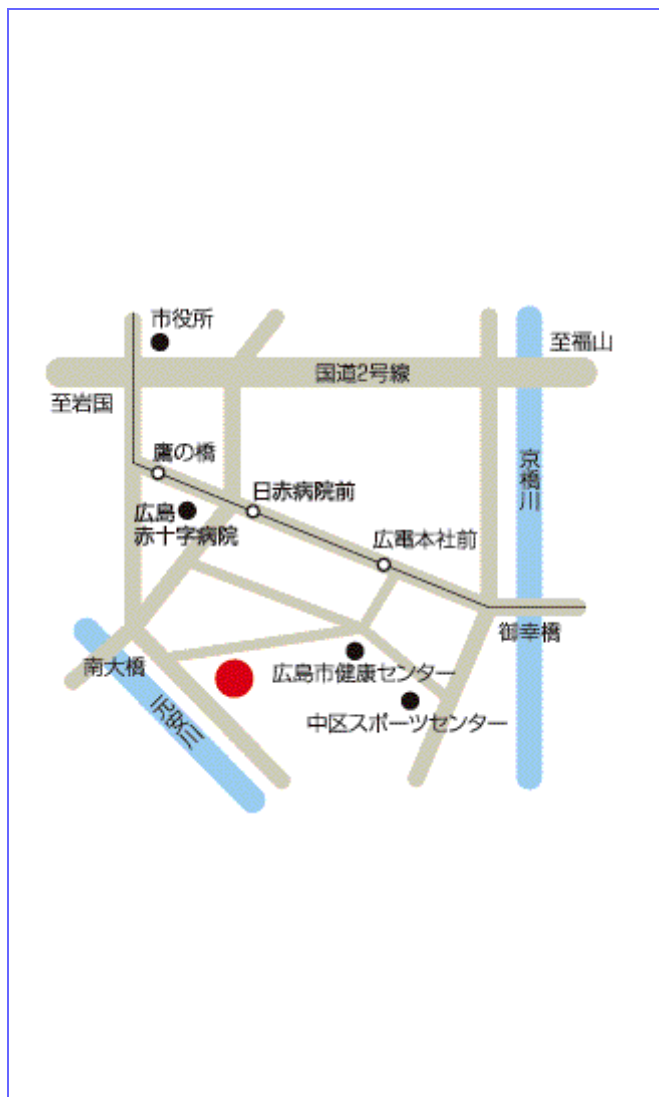 市役所
至福山
国道2号線
至岩国
鷹の橋
京橋川
日赤病院前
広島
赤十字病院
広電本社前
御幸橋
南大橋
広島市健康センター
元安川
中区スポーツセンター